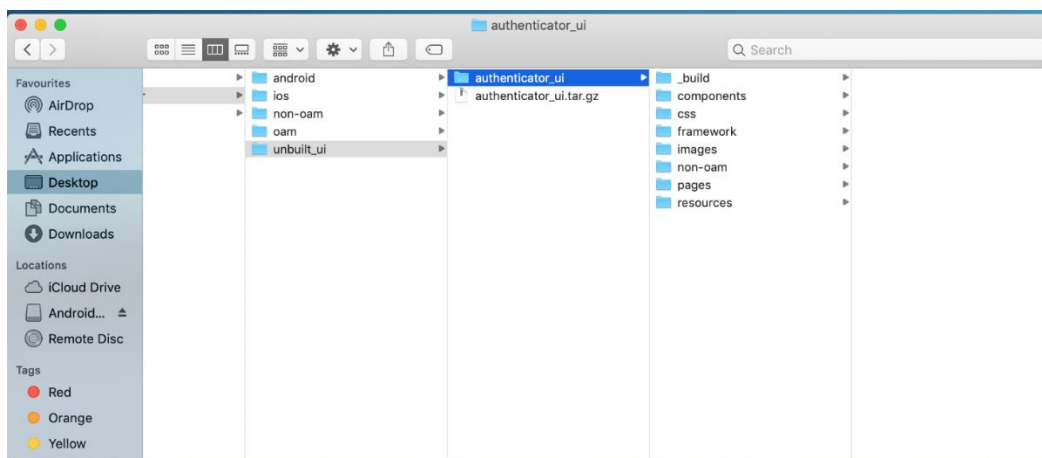 authenticator_ui
Search
Favourites
AirDrop
Recents
Applications
Desktop
Documents
Downloads
Locations
iCloud Drive
Android...
Remote Disc
Tags
Red
Orange
Yellow
android
ios
non-oam
oam
unbuilt_ui
authenticator_ui
authenticator_ui.tar.gz
_build
components
css
framework
images
non-oam
pages
resources